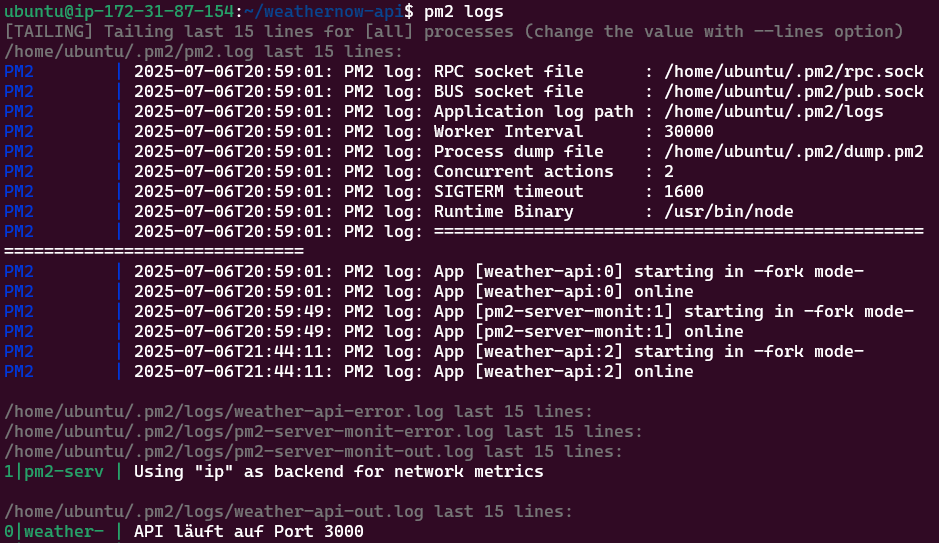 ubuntu@ip-172-31-87-154:~/weathernow-api$ pm2 logs
[TAILING] Tailing last 15 lines for [all] processes (change the value with --lines option)
/home/ubuntu/.pm2/pm2.log last 15 lines:
PM2        | 2025-07-06T20:59:01: PM2 log: RPC socket file      : /home/ubuntu/.pm2/rpc.sock
PM2        | 2025-07-06T20:59:01: PM2 log: BUS socket file      : /home/ubuntu/.pm2/pub.sock
PM2        | 2025-07-06T20:59:01: PM2 log: Application log path : /home/ubuntu/.pm2/logs
PM2        | 2025-07-06T20:59:01: PM2 log: Worker Interval      : 30000
PM2        | 2025-07-06T20:59:01: PM2 log: Process dump file    : /home/ubuntu/.pm2/dump.pm2
PM2        | 2025-07-06T20:59:01: PM2 log: Concurrent actions   : 2
PM2        | 2025-07-06T20:59:01: PM2 log: SIGTERM timeout      : 1600
PM2        | 2025-07-06T20:59:01: PM2 log: Runtime Binary       : /usr/bin/node
PM2        | 2025-07-06T20:59:01: PM2 log: =================================================
==============================
PM2        | 2025-07-06T20:59:01: PM2 log: App [weather-api:0] starting in -fork mode-
PM2        | 2025-07-06T20:59:01: PM2 log: App [weather-api:0] online
PM2        | 2025-07-06T20:59:49: PM2 log: App [pm2-server-monit:1] starting in -fork mode-
PM2        | 2025-07-06T20:59:49: PM2 log: App [pm2-server-monit:1] online
PM2        | 2025-07-06T21:44:11: PM2 log: App [weather-api:2] starting in -fork mode-
PM2        | 2025-07-06T21:44:11: PM2 log: App [weather-api:2] online
/home/ubuntu/.pm2/logs/weather-api-error.log last 15 lines:
/home/ubuntu/.pm2/logs/pm2-server-monit-error.log last 15 lines:
/home/ubuntu/.pm2/logs/pm2-server-monit-out.log last 15 lines:
1|pm2-serv | Using "ip" as backend for network metrics
/home/ubuntu/.pm2/logs/weather-api-out.log last 15 lines:
0|weather- | API läuft auf Port 3000